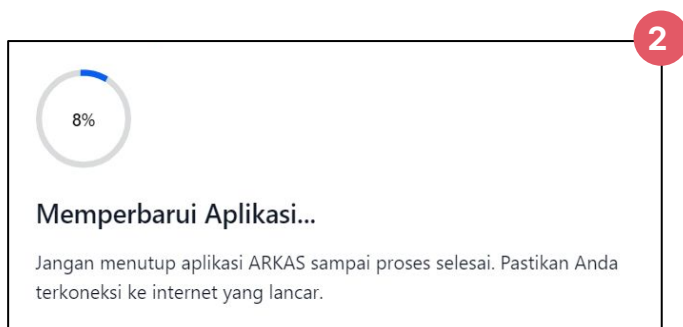 2
8%
Memperbarui Aplikasi...
Jangan menutup aplikasi ARKAS sampai proses selesai. Pastikan Anda
terkoneksi ke internet yang lancar.